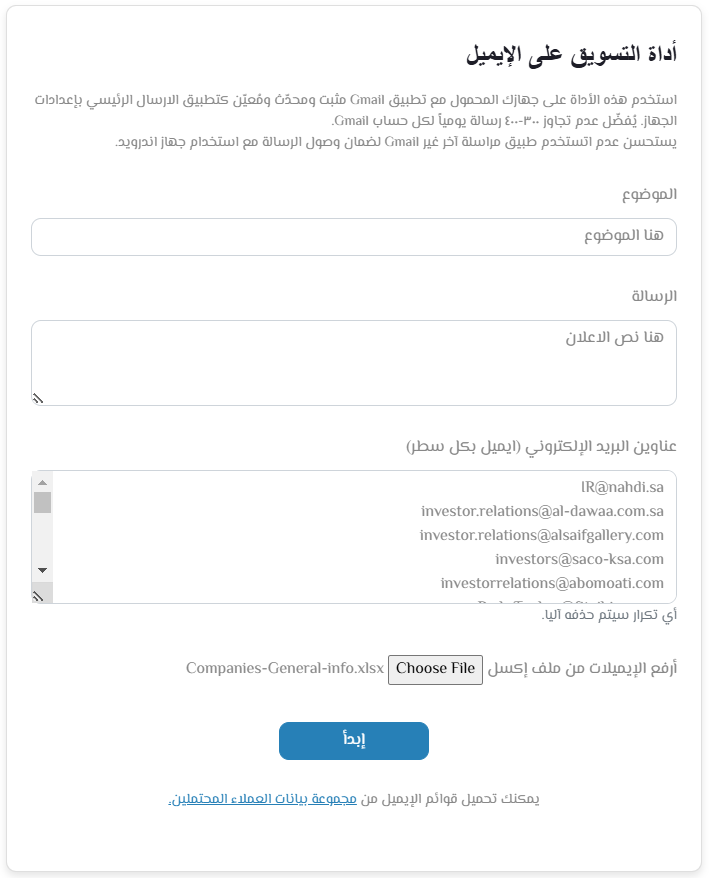 أداة التسويق على الإيميل
استخدم هذه الأداة على جهازك المحمول مع تطبيق Gmail مثبت ومحدّث ومُعيّن كتطبيق الارسال الرئيسي بإعدادات
الجهاز. يُفضّل عدم تجاوز ٣٠٠-٤٠٠ رسالة يومياً لكل حساب Gmail.
يستحسن عدم اتستخدم طبيق مراسلة آخر غير Gmail لضمان وصول الرسالة مع استخدام جهاز اندرويد.
الموضوع
هنا الموضوع
الرسالة
هنا نص الاعلان
عناوين البريد الإلكتروني (ايميل بكل سطر)
IR@nahdi.sa
investor.relations@al-dawaa.com.sa
investor.relations@alsaifgallery.com
investors@saco-ksa.com
investorrelations@abomoati.com
أي تكرار سيتم حذفه آليا.
أرفع الإيميلات من ملف إكسل Choose File Companies-General-info.xlsx
إبدأ
يمكنك تحميل قوائم الإيميل من مجموعة بيانات العملاء المحتملين.